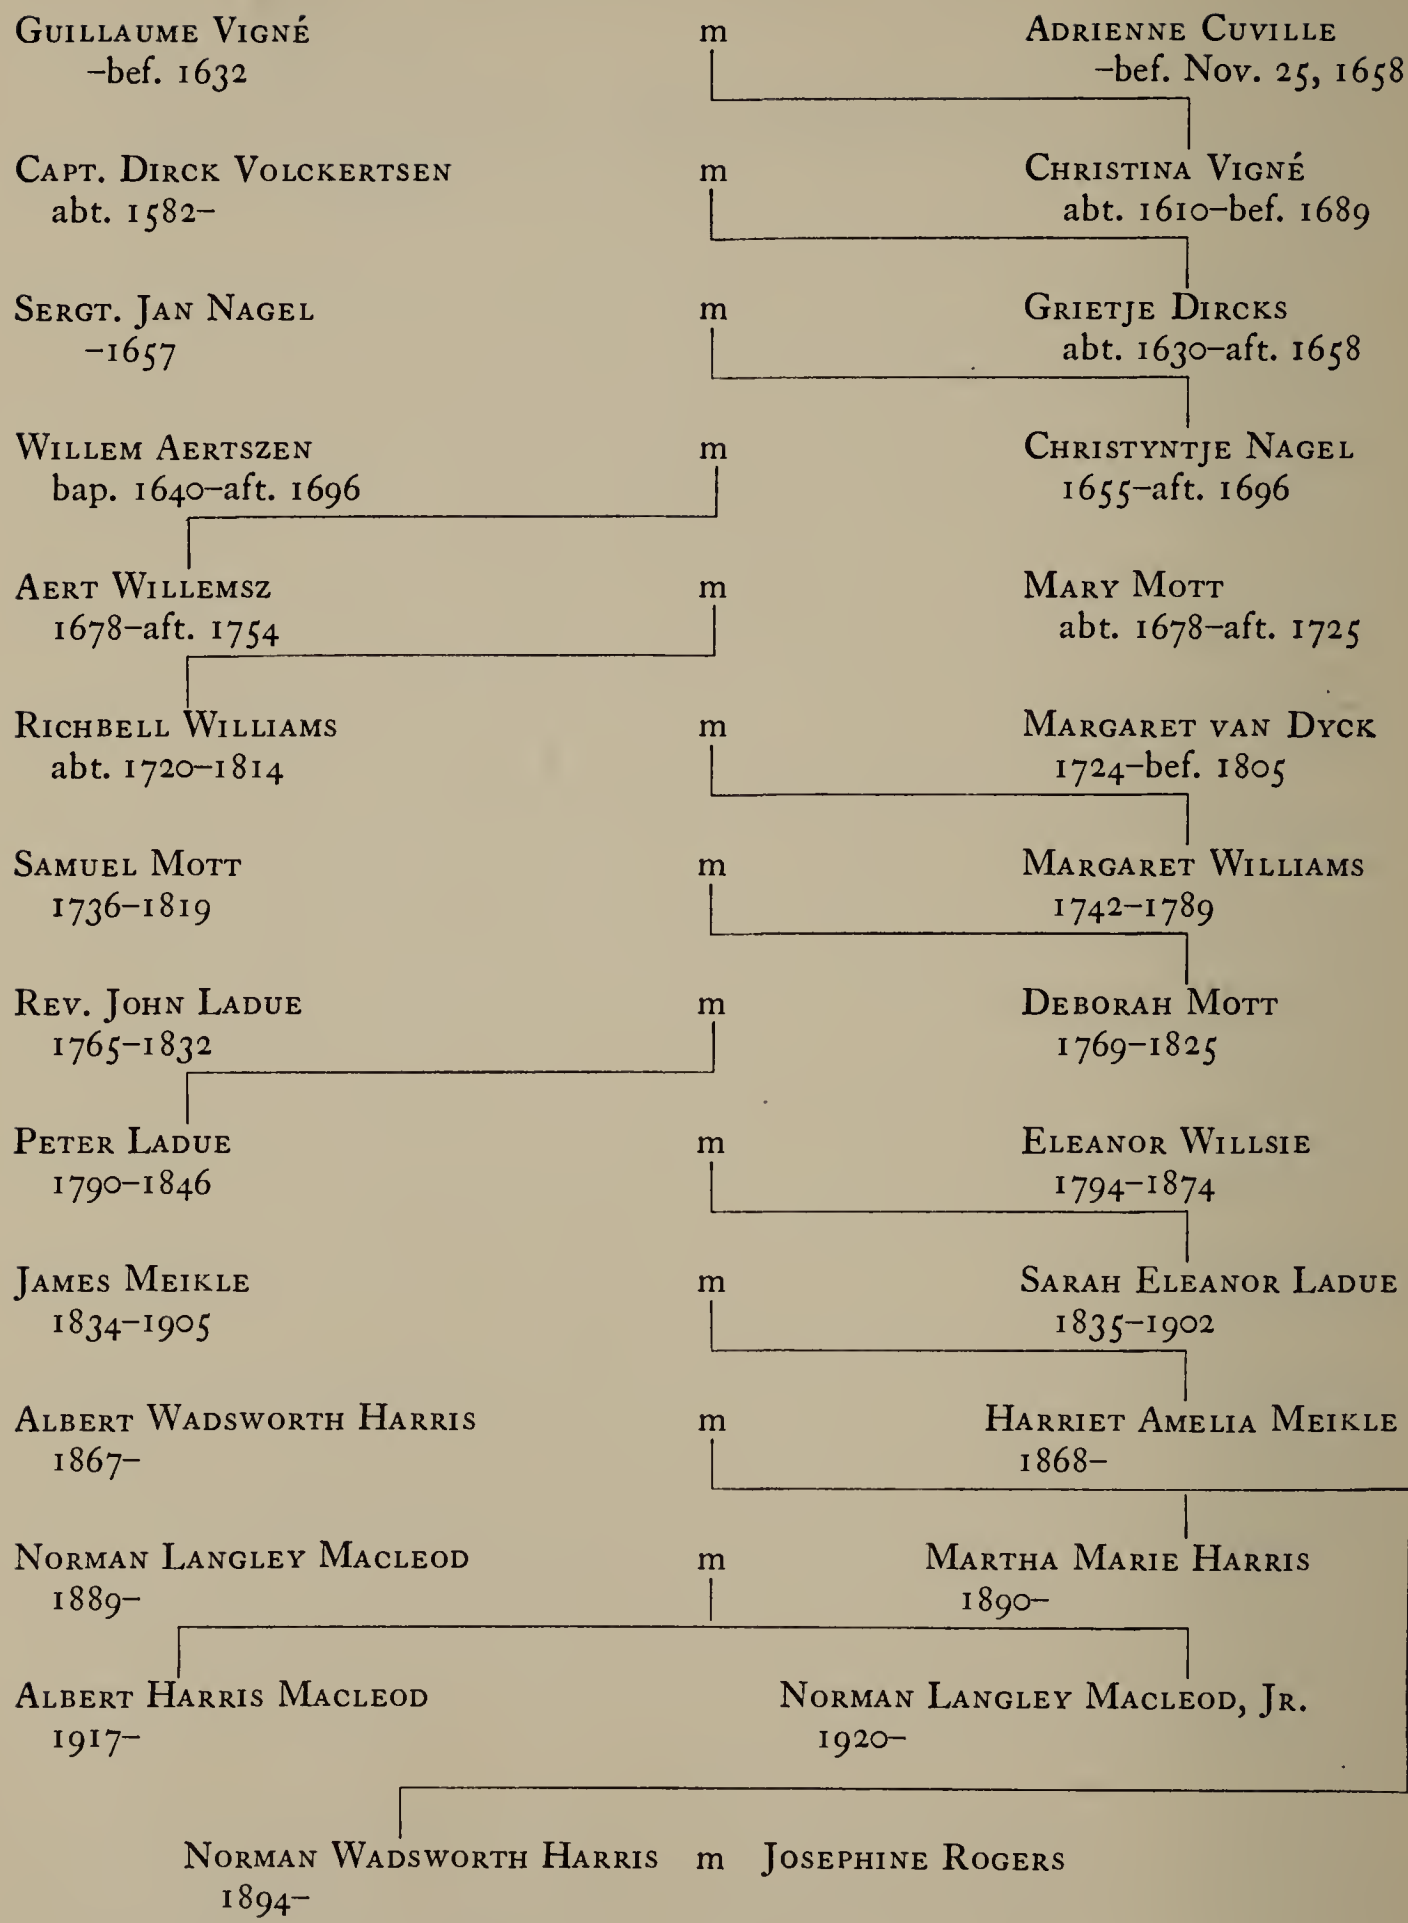 Guillaume Vigné m Adrienne Cuville
–bef. 1632 –bef. Nov. 25, 1658
Capt. Dirck Volckertsen m Christina Vigné
abt. 1582– abt. 1610–bef. 1689
Sergt. Jan Nagel m Grietje Dircks
–1657 abt. 1630–aft. 1658
Willem Aertszen m Christyntje Nagel
bap. 1640–aft. 1696 1655–aft. 1696
Aert Willemsz m Mary Mott
1678–aft. 1754 abt. 1678–aft. 1725
Richbell Williams m Margaret van Dyck
abt. 1720–1814 1724–bef. 1805
Samuel Mott m Margaret Williams
1736–1819 1742–1789
Rev. John Ladue m Deborah Mott
1765–1832 1769–1825
Peter Ladue m Eleanor Willsie
1790–1846 1794–1874
James Meikle m Sarah Eleanor Ladue
1834–1905 1835–1902
Albert Wadsworth Harris m Harriet Amelia Meikle
1867– 1868–
Norman Langley Macleod m Martha Marie Harris
1889– 1890–
Albert Harris Macleod Norman Langley Macleod, Jr.
1917– 1920–
Norman Wadsworth Harris m Josephine Rogers
1894–